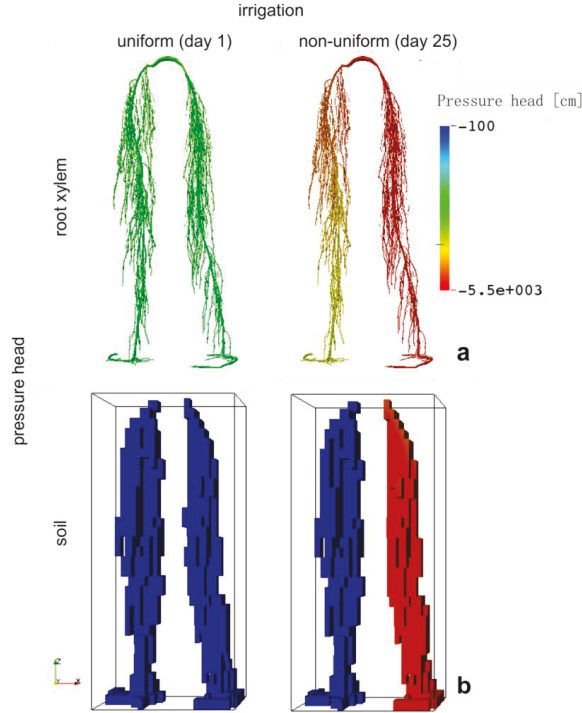 irrigation
uniform (day 1)
non-uniform (day 25)
Pressure head [cm]
-100
-5.5e+003
root xylem
a
pressure head
soil
b
Z
Y
X